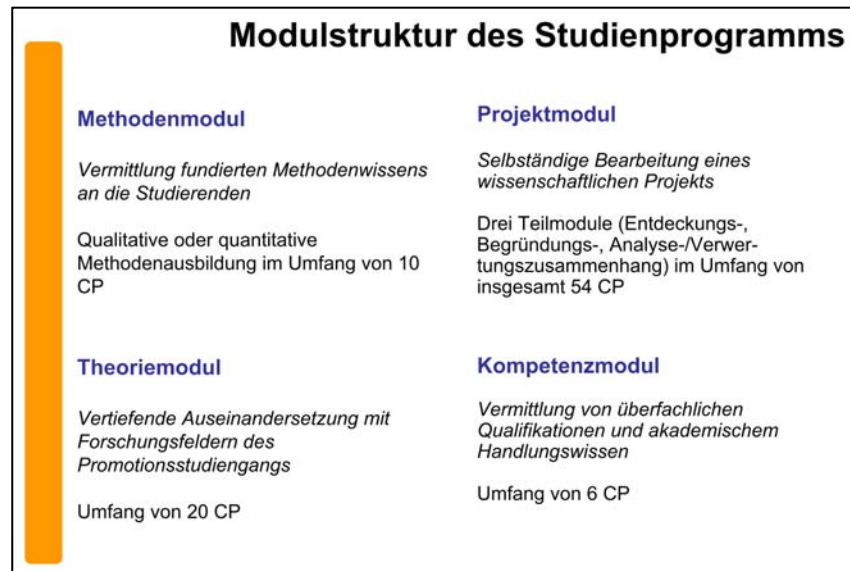 Modulstruktur des Studienprogramms
Methodenmodul
Vermittlung fundierten Methodenwissens
an die Studierenden
Qualitative oder quantitative
Methodenausbildung im Umfang von 10
CP
Projektmodul
Selbständige Bearbeitung eines
wissenschaftlichen Projekts
Drei Teilmodule (Entdeckungs-,
Begründungs-, Analyse-/Verwer-
tungszusammenhang) im Umfang von
insgesamt 54 CP
Theoriemodul
Vertiefende Auseinandersetzung mit
Forschungsfeldern des
Promotionsstudiengangs
Umfang von 20 CP
Kompetenzmodul
Vermittlung von überfachlichen
Qualifikationen und akademischem
Handlungswissen
Umfang von 6 CP